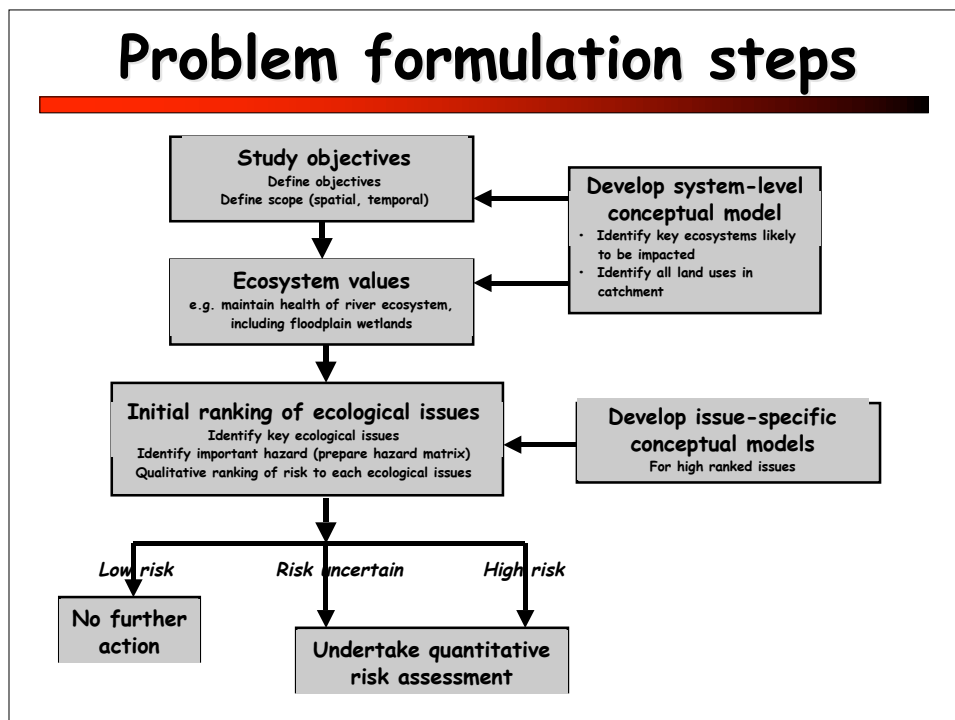 Problem formulation steps
Study objectives
Define objectives
Define scope (spatial, temporal)
Develop system-level
conceptual model
• Identify key ecosystems likely
to be impacted
• Identify all land uses in
catchment
Ecosystem values
e.g. maintain health of river ecosystem,
including floodplain wetlands
Initial ranking of ecological issues
Identify key ecological issues
Identify important hazard (prepare hazard matrix)
Qualitative ranking of risk to each ecological issues
Develop issue-specific
conceptual models
For high ranked issues
Low risk
Risk uncertain
High risk
No further
action
Undertake quantitative
risk assessment